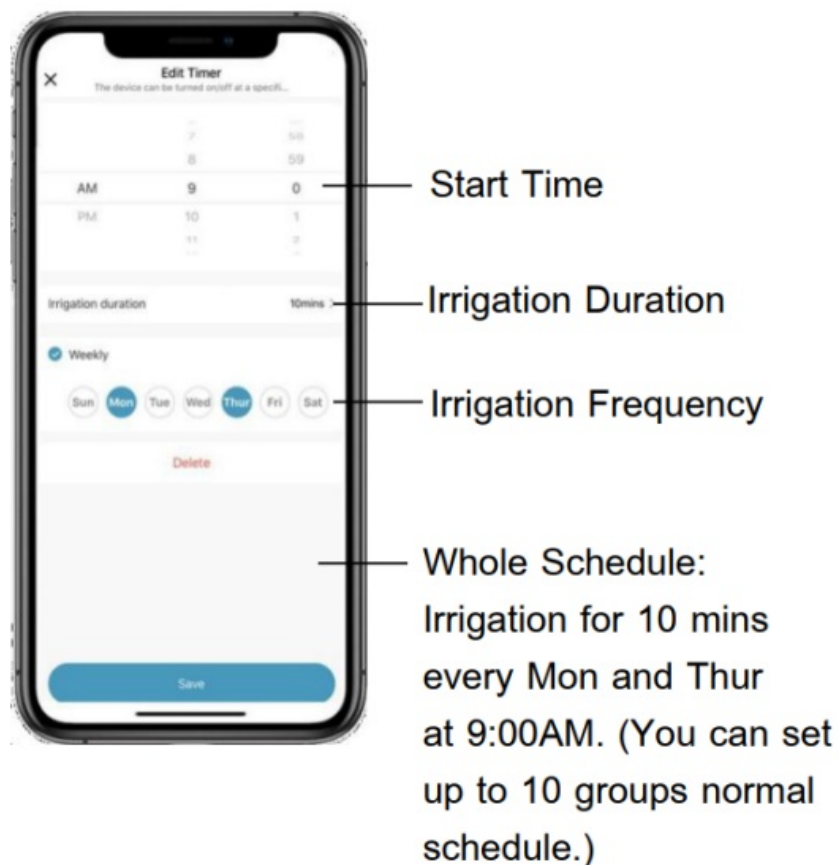 Edit Timer
The device can be turned on/off at a specifi...
7 58
8 59
AM 9 0
PM 10 1
11 2
Irrigation duration 10mins >
Weekly
Sun Mon Tue Wed Thur Fri Sat
Delete
Save
Start Time
Irrigation Duration
Irrigation Frequency
Whole Schedule:
Irrigation for 10 mins
every Mon and Thur
at 9:00AM. (You can set
up to 10 groups normal
schedule.)